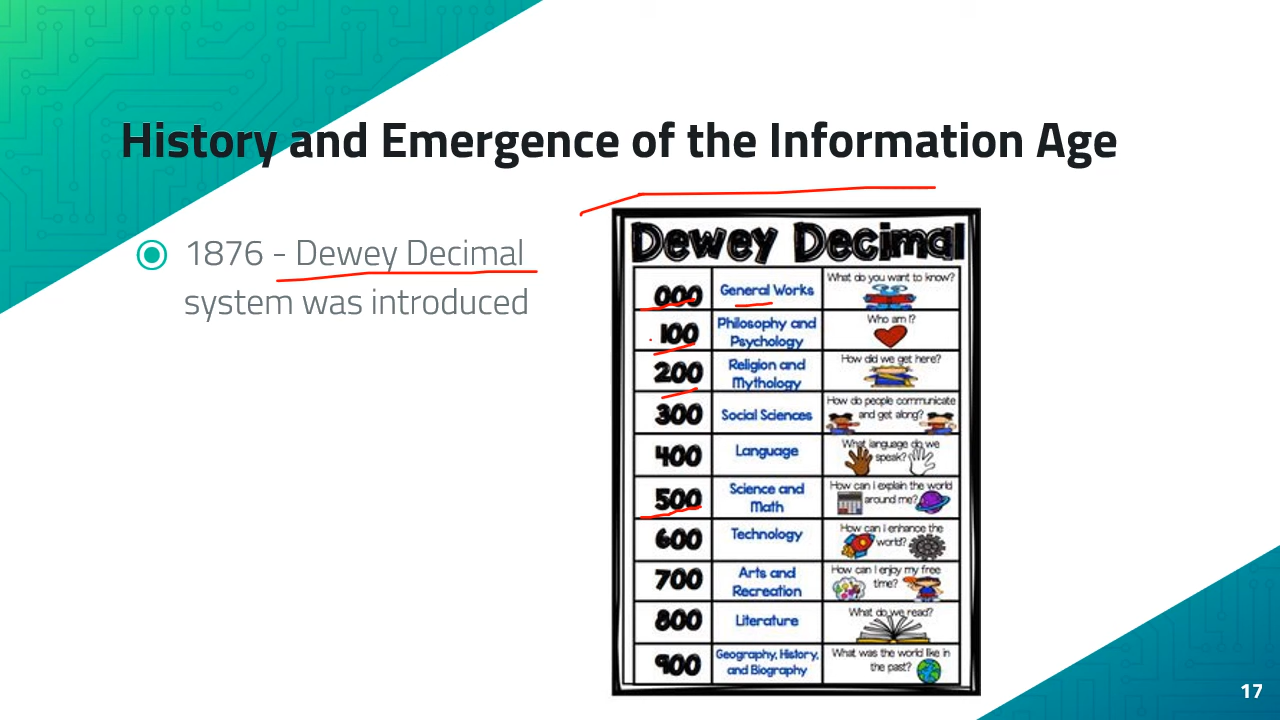 History and Emergence of the Information Age
1876 - Dewey Decimal
system was introduced
Dewey Decimal
000 General Works What do you want to know?
100 Philosophy and Psychology Who am I?
200 Religion and Mythology How did we get here?
300 Social Sciences How do people communicate and get along?
400 Language What language do we speak?
500 Science and Math How can I explain the world around me?
600 Technology How can I enhance the world?
700 Arts and Recreation How can I enjoy my free time?
800 Literature What do we read?
900 Geography, History, and Biography What was the world like in the past?
17